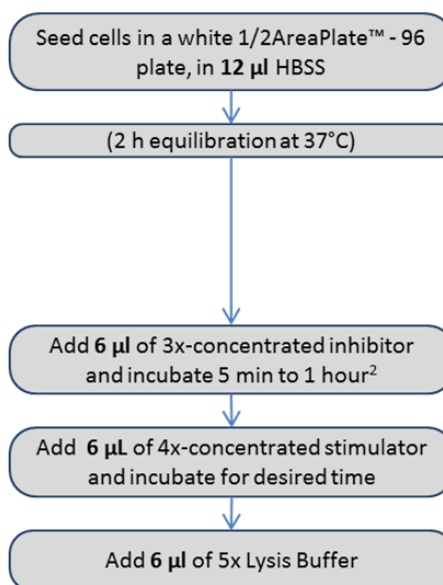 Seed cells in a white 1/2AreaPlate™ - 96
plate, in 12 µl HBSS
(2 h equilibration at 37°C)
Add 6 µl of 3x-concentrated inhibitor
and incubate 5 min to 1 hour²
Add 6 µL of 4x-concentrated stimulator
and incubate for desired time
Add 6 µl of 5x Lysis Buffer